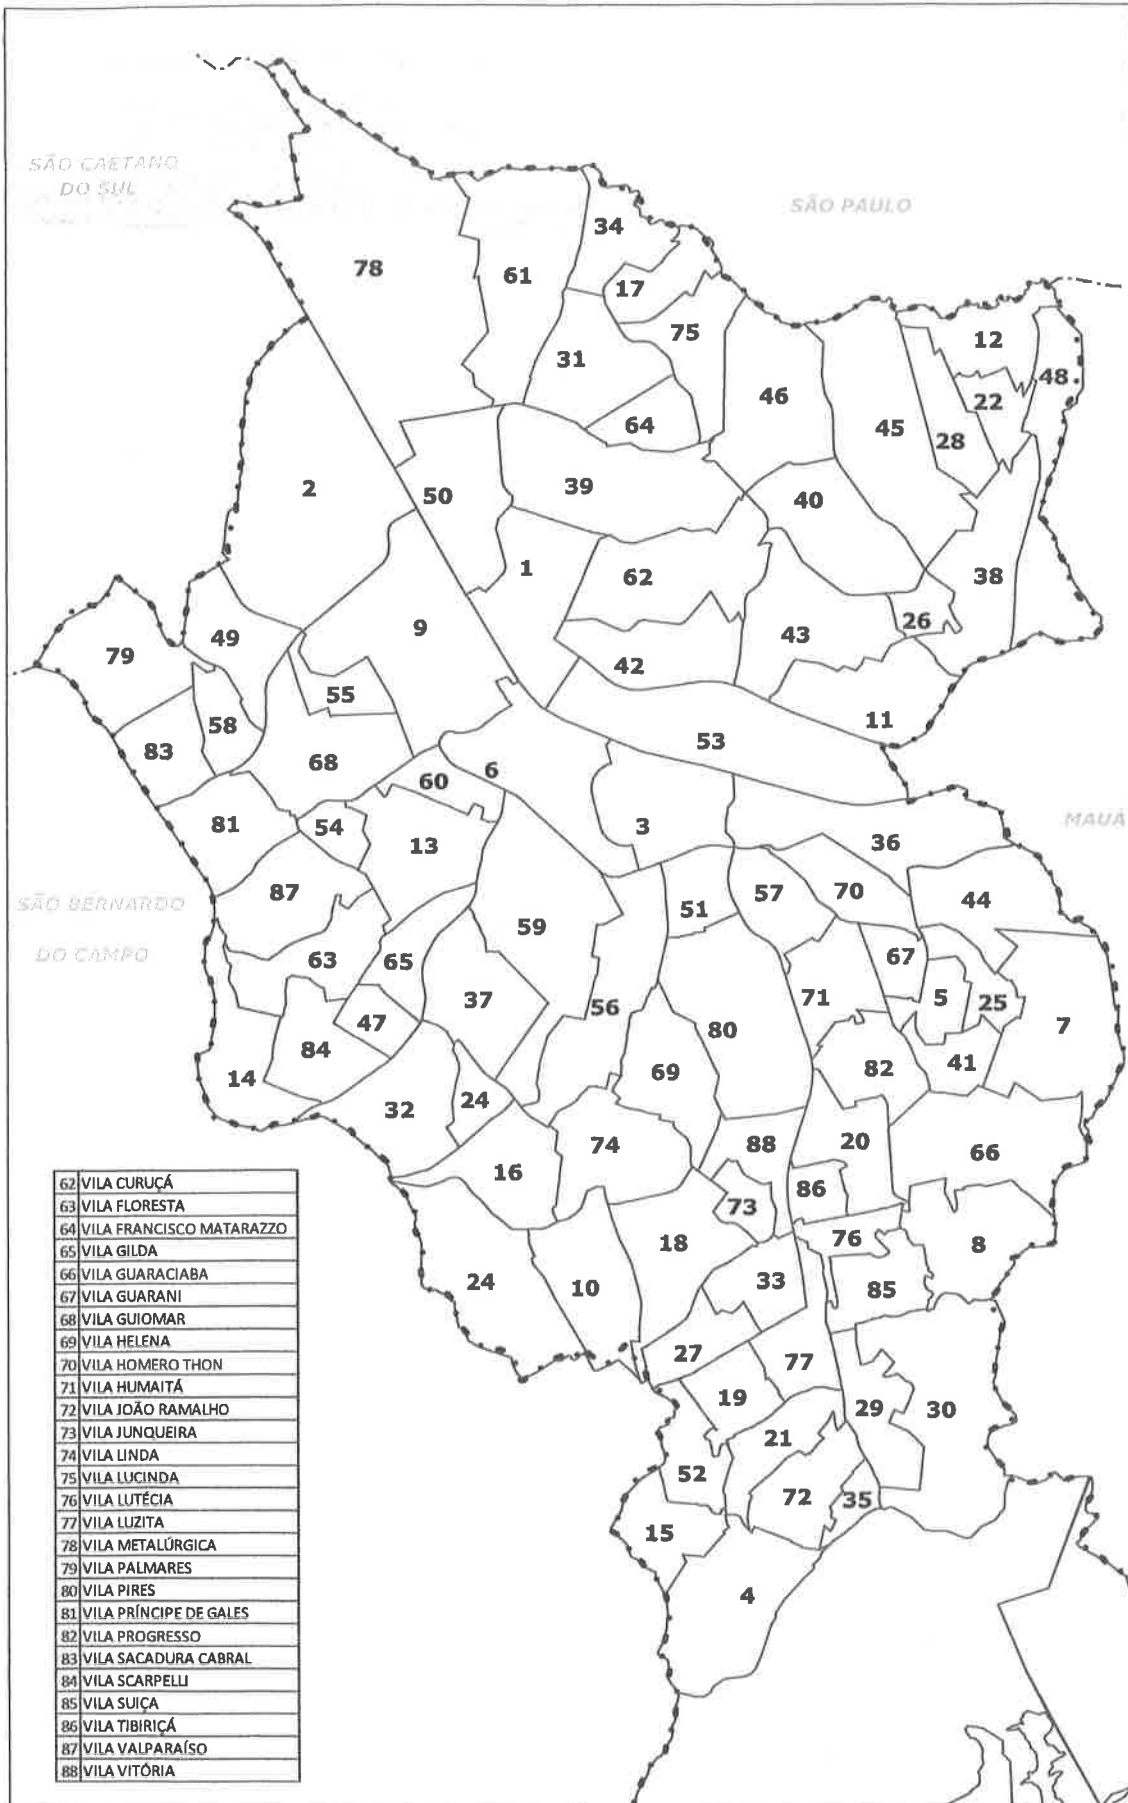 SÃO CAETANO
DO SUL
SÃO PAULO
34
78
61
17
75
12
31
48
46
22
64
45
28
2
50
39
40
1
62
38
9
26
49
43
79
42
55
58
11
83
53
68
6
60
81
54
3
MAUÁ
13
36
87
57
70
SÃO BERNARDO
DO CAMPO
59
51
44
63
65
67
37
71
5
25
56
47
80
7
84
14
69
82
41
32
24
74
88
20
66
16
86
73
76
18
8
24
10
33
85
27
77
19
29
30
21
52
72
35
15
4
62 VILA CURUÇÁ
63 VILA FLORESTA
64 VILA FRANCISCO MATARAZZO
65 VILA GILDA
66 VILA GUARACIABA
67 VILA GUARANI
68 VILA GUIOMAR
69 VILA HELENA
70 VILA HOMERO THON
71 VILA HUMAITÁ
72 VILA JOÃO RAMALHO
73 VILA JUNQUEIRA
74 VILA LINDA
75 VILA LUCINDA
76 VILA LUTÉCIA
77 VILA LUZITA
78 VILA METALÚRGICA
79 VILA PALMARES
80 VILA PIRES
81 VILA PRÍNCIPE DE GALES
82 VILA PROGRESSO
83 VILA SACADURA CABRAL
84 VILA SCARPELLI
85 VILA SUIÇA
86 VILA TIBIRIÇÁ
87 VILA VALPARAÍSO
88 VILA VITÓRIA